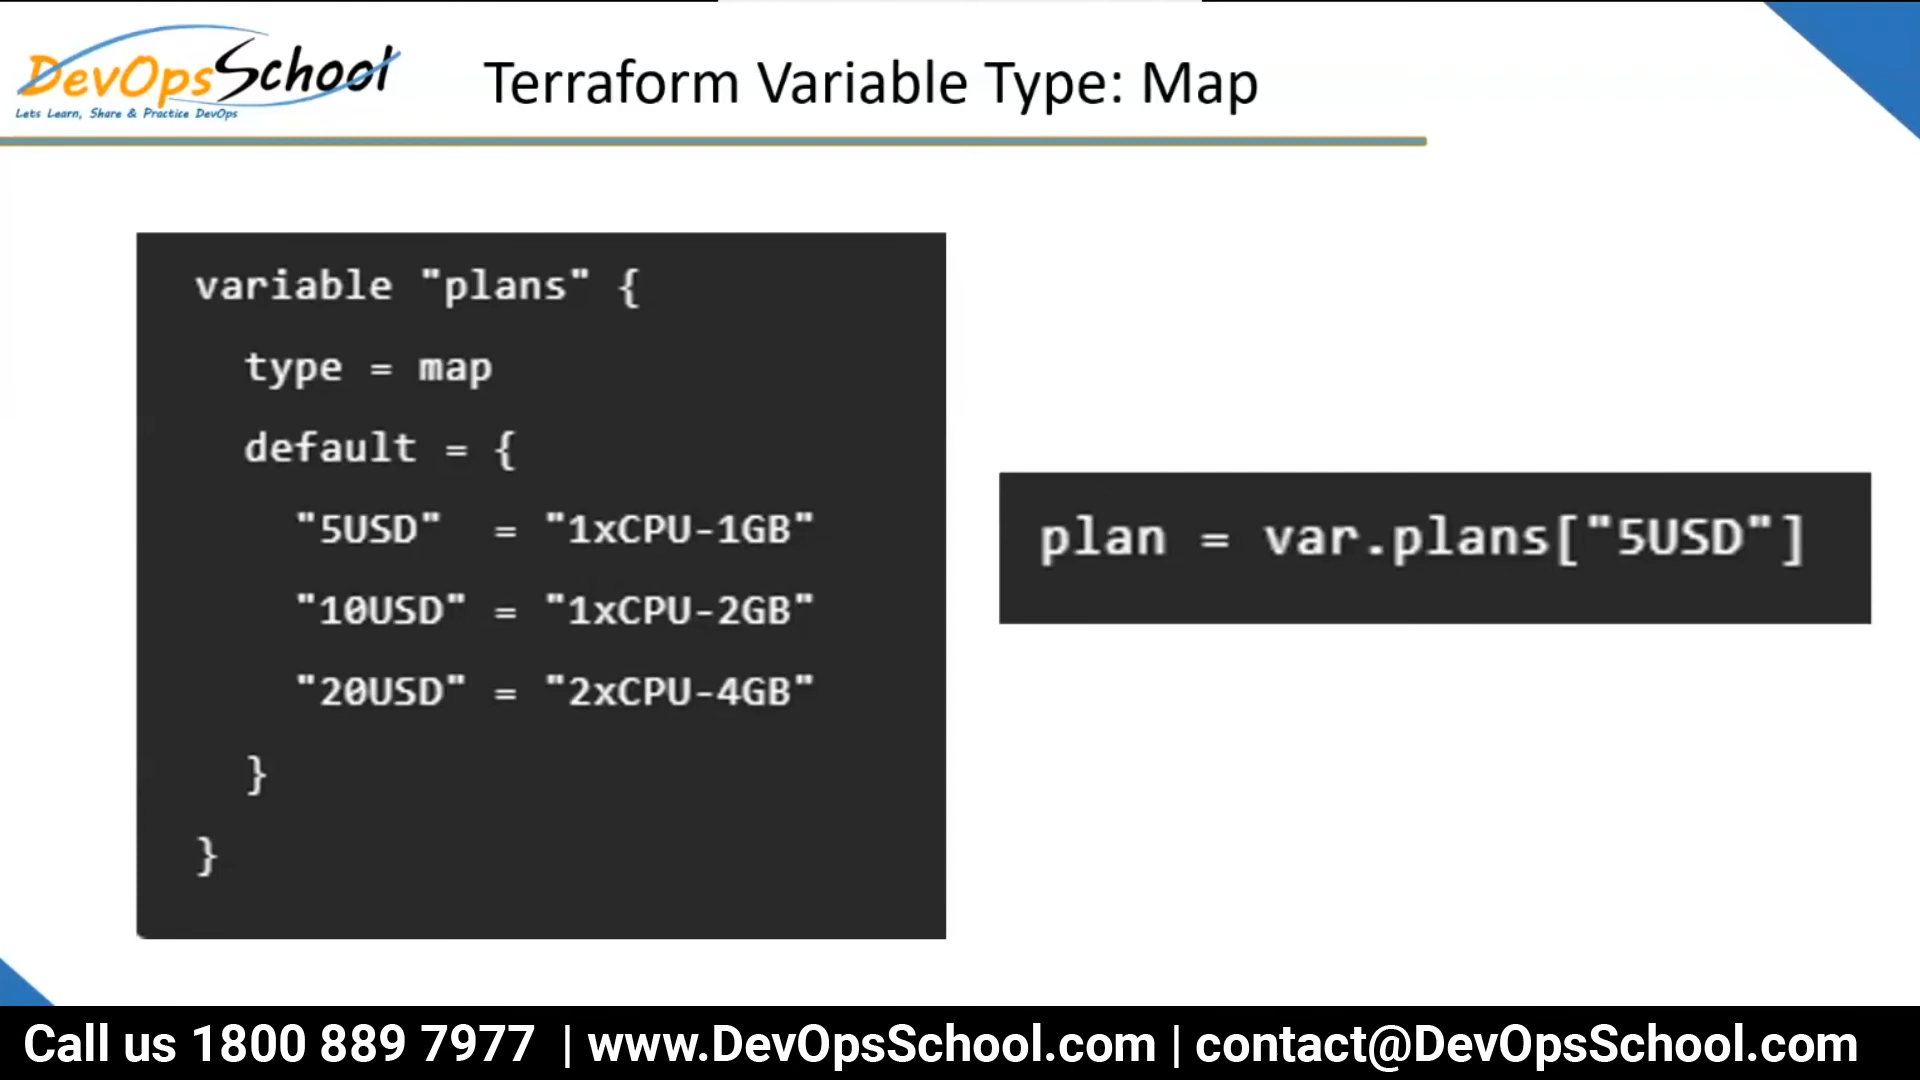 DevOpsSchool
Lets Learn, Share & Practice DevOps
Terraform Variable Type: Map
variable "plans" {
type = map
default = {
"5USD" = "1xCPU-1GB"
"10USD" = "1xCPU-2GB"
"20USD" = "2xCPU-4GB"
}
}
plan = var.plans["5USD"]
Call us 1800 889 7977 | www.DevOpsSchool.com | contact@DevOpsSchool.com